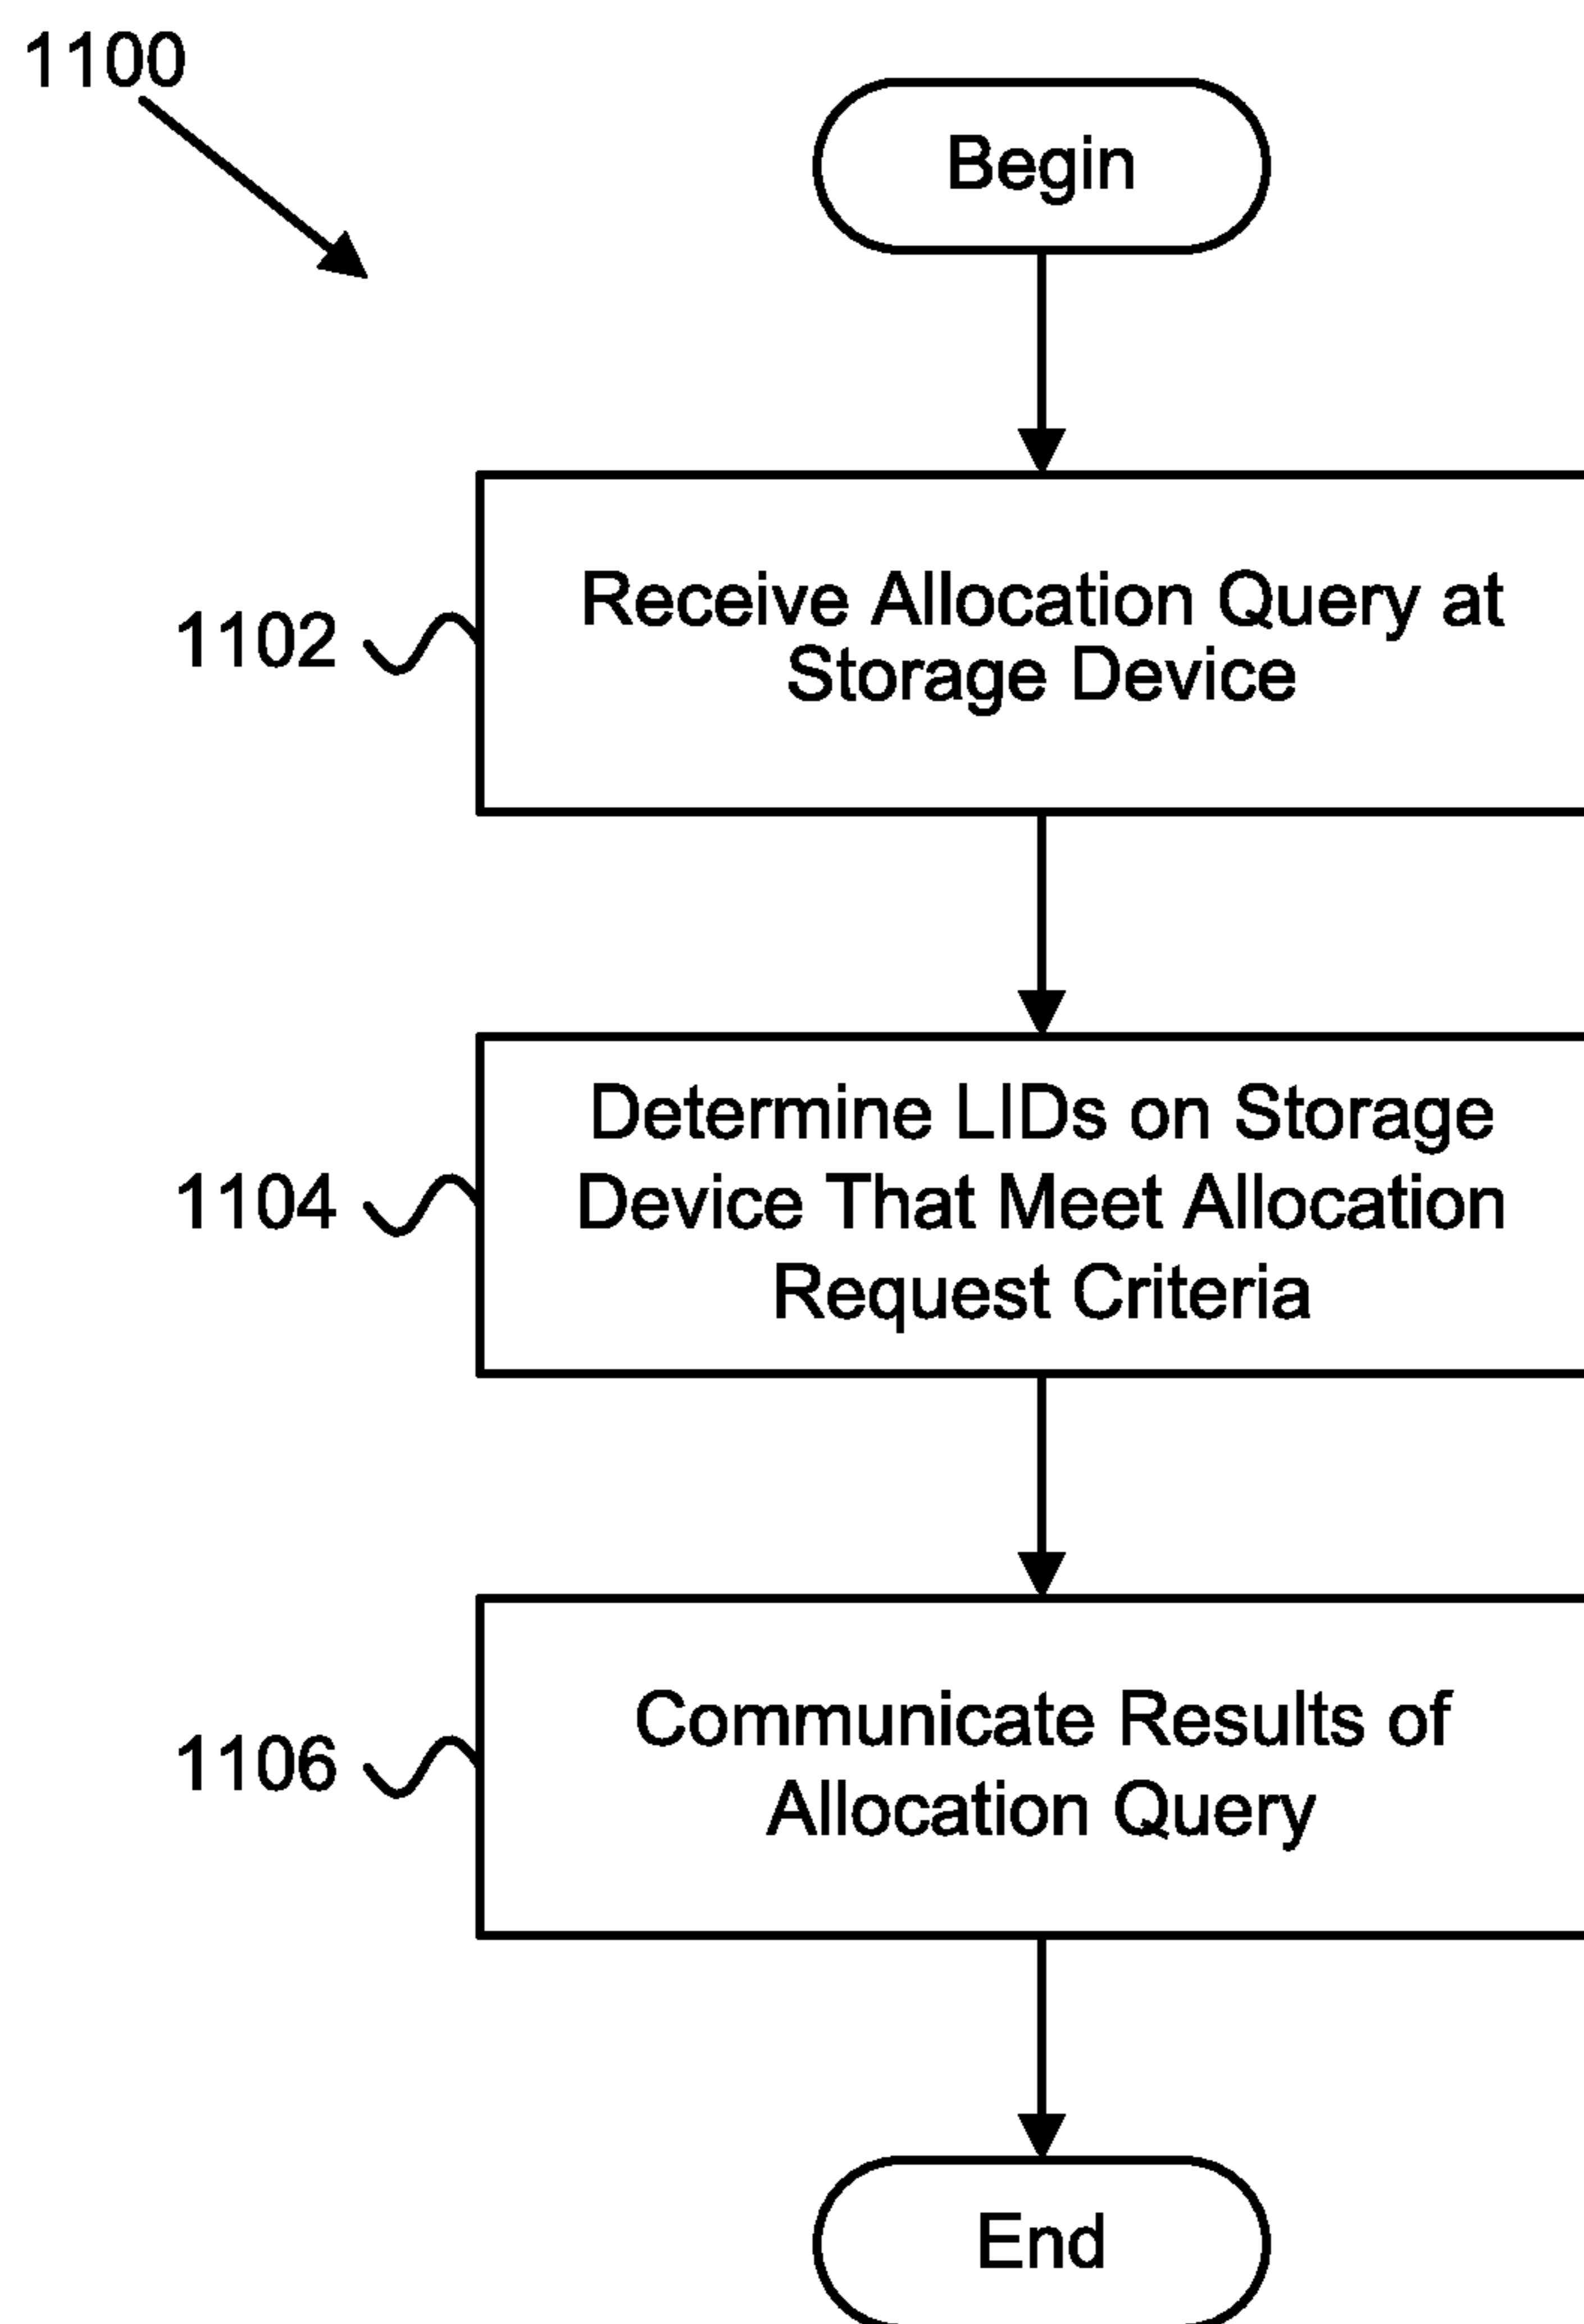 1100
Begin
1102
Receive Allocation Query at
Storage Device
1104
Determine LIDs on Storage
Device That Meet Allocation
Request Criteria
1106
Communicate Results of
Allocation Query
End